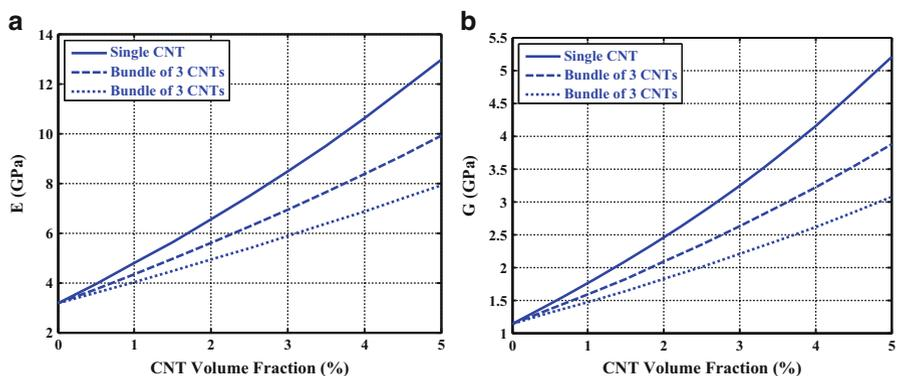 a
14
12
10
8
6
4
2
E (GPa)
Single CNT
Bundle of 3 CNTs
Bundle of 3 CNTs
0 1 2 3 4 5
CNT Volume Fraction (%)
b
5.5
5
4.5
4
3.5
3
2.5
2
1.5
1
G (GPa)
Single CNT
Bundle of 3 CNTs
Bundle of 3 CNTs
0 1 2 3 4 5
CNT Volume Fraction (%)